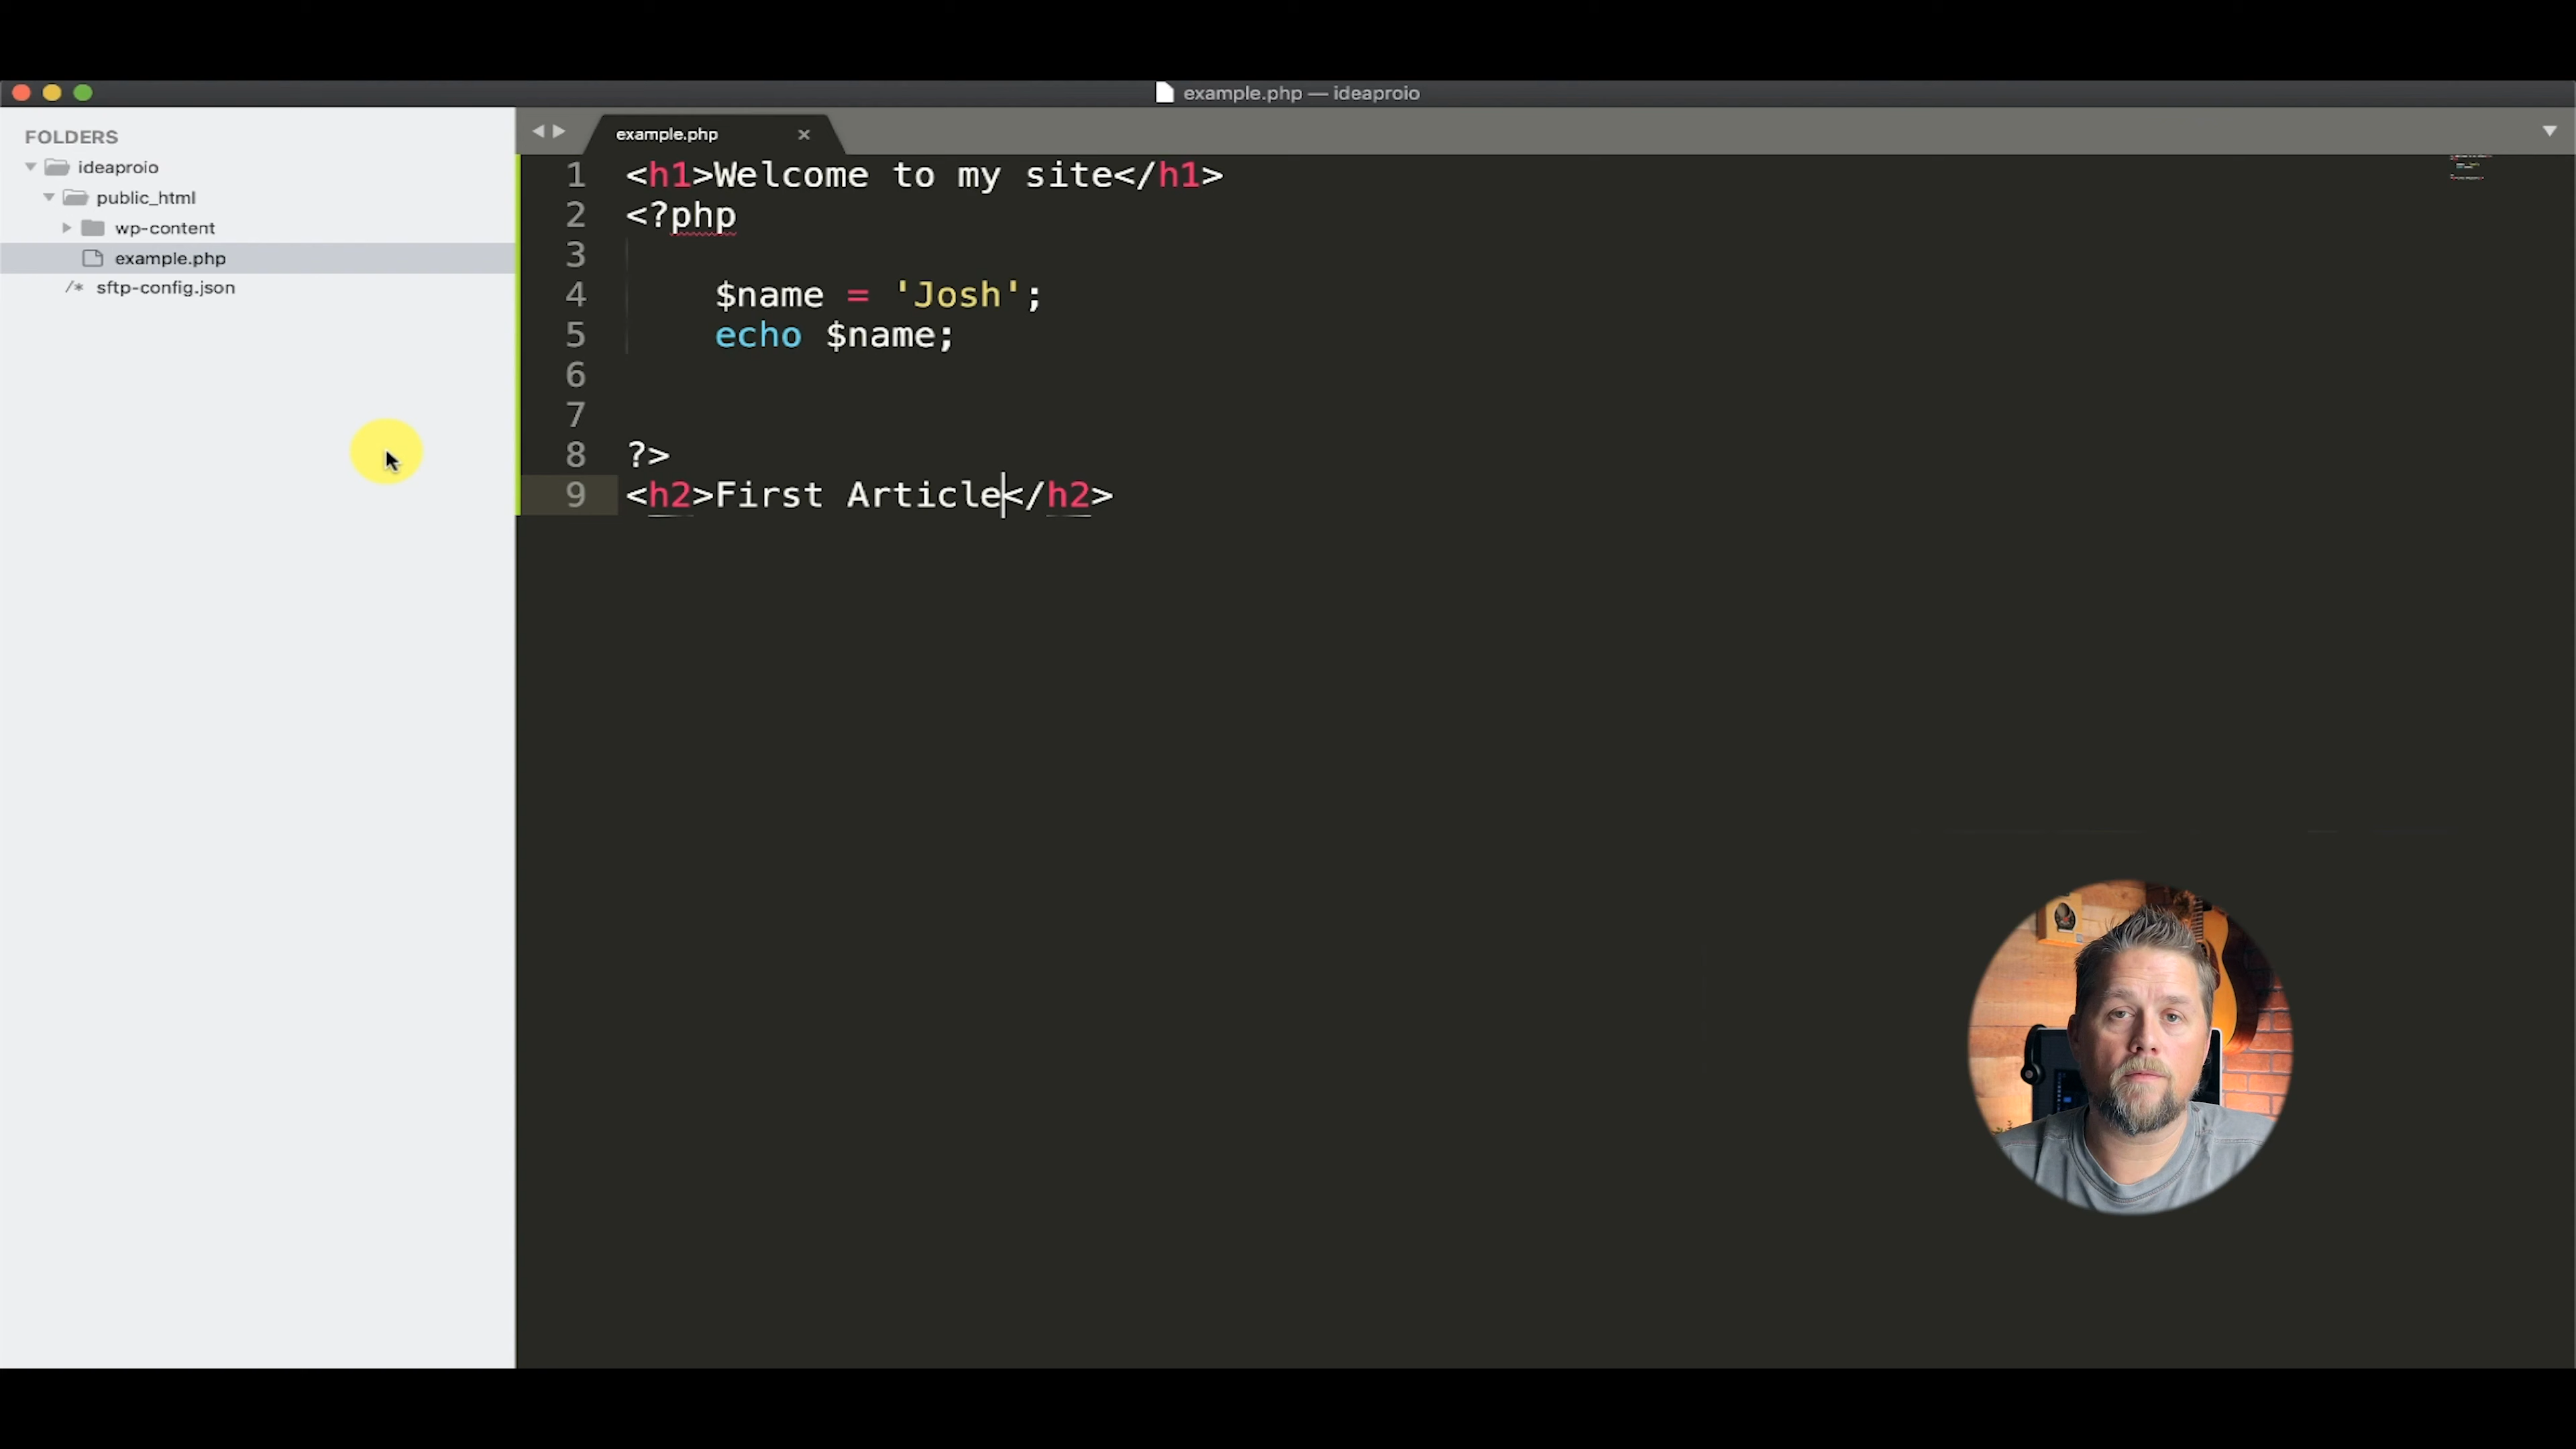 example.php — ideaproio
FOLDERS
ideaproio
public_html
wp-content
example.php
/* sftp-config.json
example.php
1 <h1>Welcome to my site</h1>
2 <?php
3
4 $name = 'Josh';
5 echo $name;
6
7
8 ?>
9 <h2>First Article</h2>